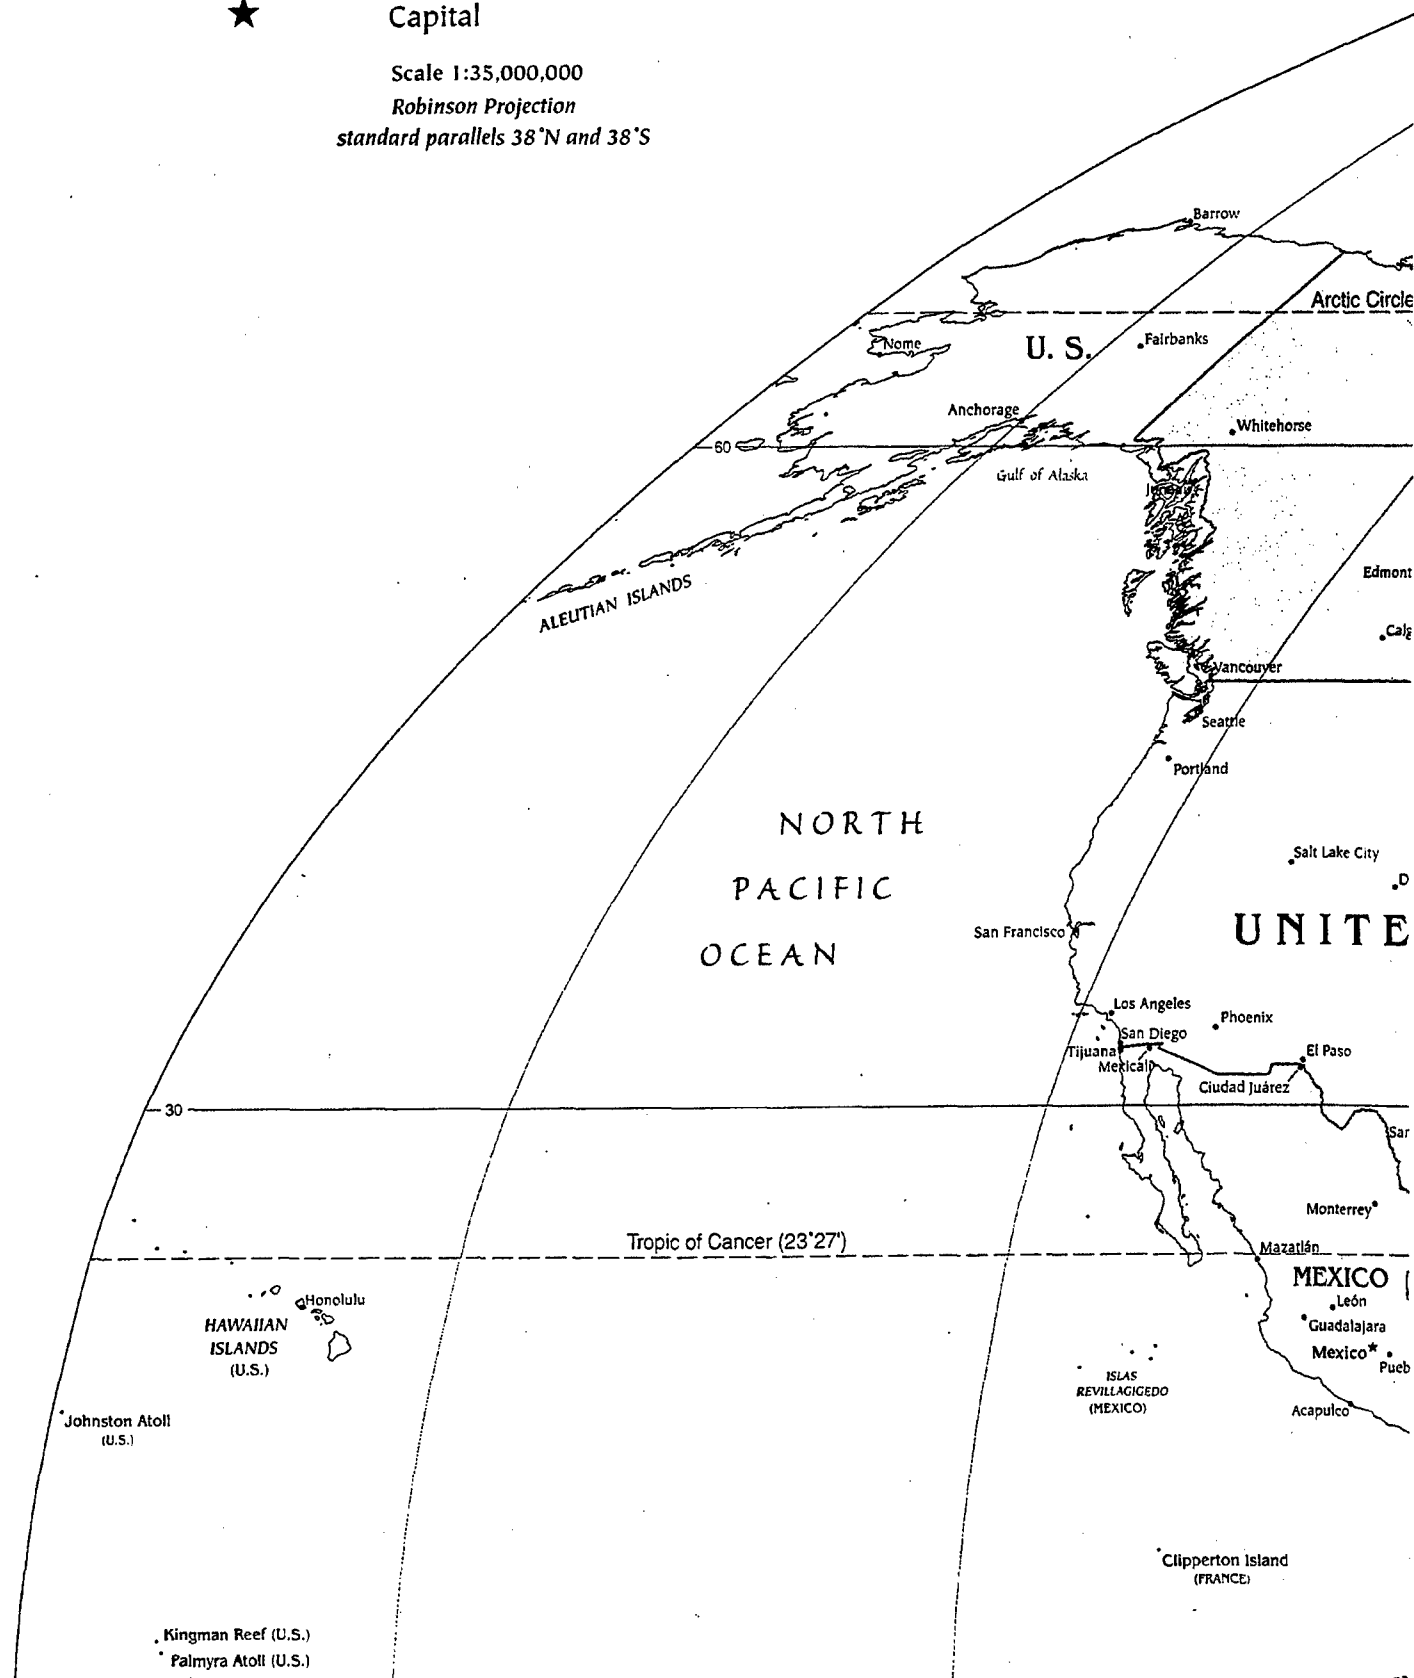 Capital
Scale 1:35,000,000
Robinson Projection
standard parallels 38°N and 38°S
Barrow
Arctic Circle
Nome
U. S.
Fairbanks
Anchorage
Whitehorse
60
Gulf of Alaska
Edmont
ALEUTIAN ISLANDS
Calg
Vancouver
Seattle
Portland
NORTH
PACIFIC
OCEAN
Salt Lake City
D
San Francisco
UNITE
Los Angeles
Phoenix
San Diego
Tijuana
Mexicali
El Paso
Ciudad Juárez
30
San
Monterrey
Tropic of Cancer (23°27')
Mazatlán
MEXICO
Honolulu
León
HAWAIIAN
ISLANDS
(U.S.)
Guadalajara
Mexico
Pueb
ISLAS
REVILLAGIGEDO
(MEXICO)
Acapulco
Johnston Atoll
(U.S.)
Clipperton Island
(FRANCE)
Kingman Reef (U.S.)
Palmyra Atoll (U.S.)